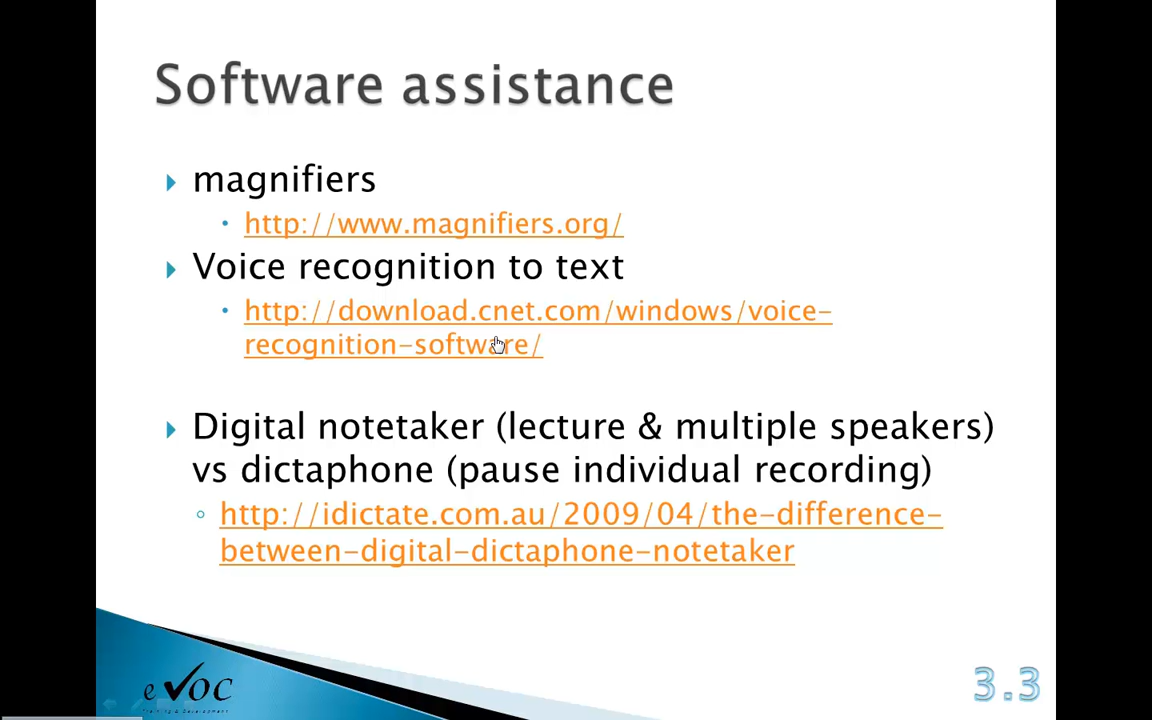 Software assistance
magnifiers
http://www.magnifiers.org/
Voice recognition to text
http://download.cnet.com/windows/voice-
recognition-software/
Digital notetaker (lecture & multiple speakers)
vs dictaphone (pause individual recording)
http://idictate.com.au/2009/04/the-difference-
between-digital-dictaphone-notetaker
eVOC
Training & Development
3.3